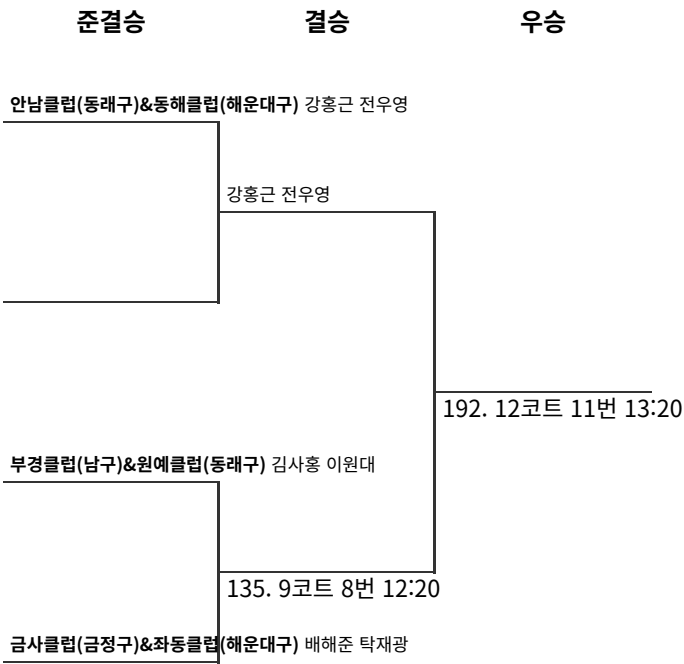 준결승 결승 우승
안남클럽(동래구)&동해클럽(해운대구) 강홍근 전우영
강홍근 전우영
192. 12코트 11번 13:20
부경클럽(남구)&원예클럽(동래구) 김사홍 이원대
135. 9코트 8번 12:20
금사클럽(금정구)&좌동클럽(해운대구) 배해준 탁재광